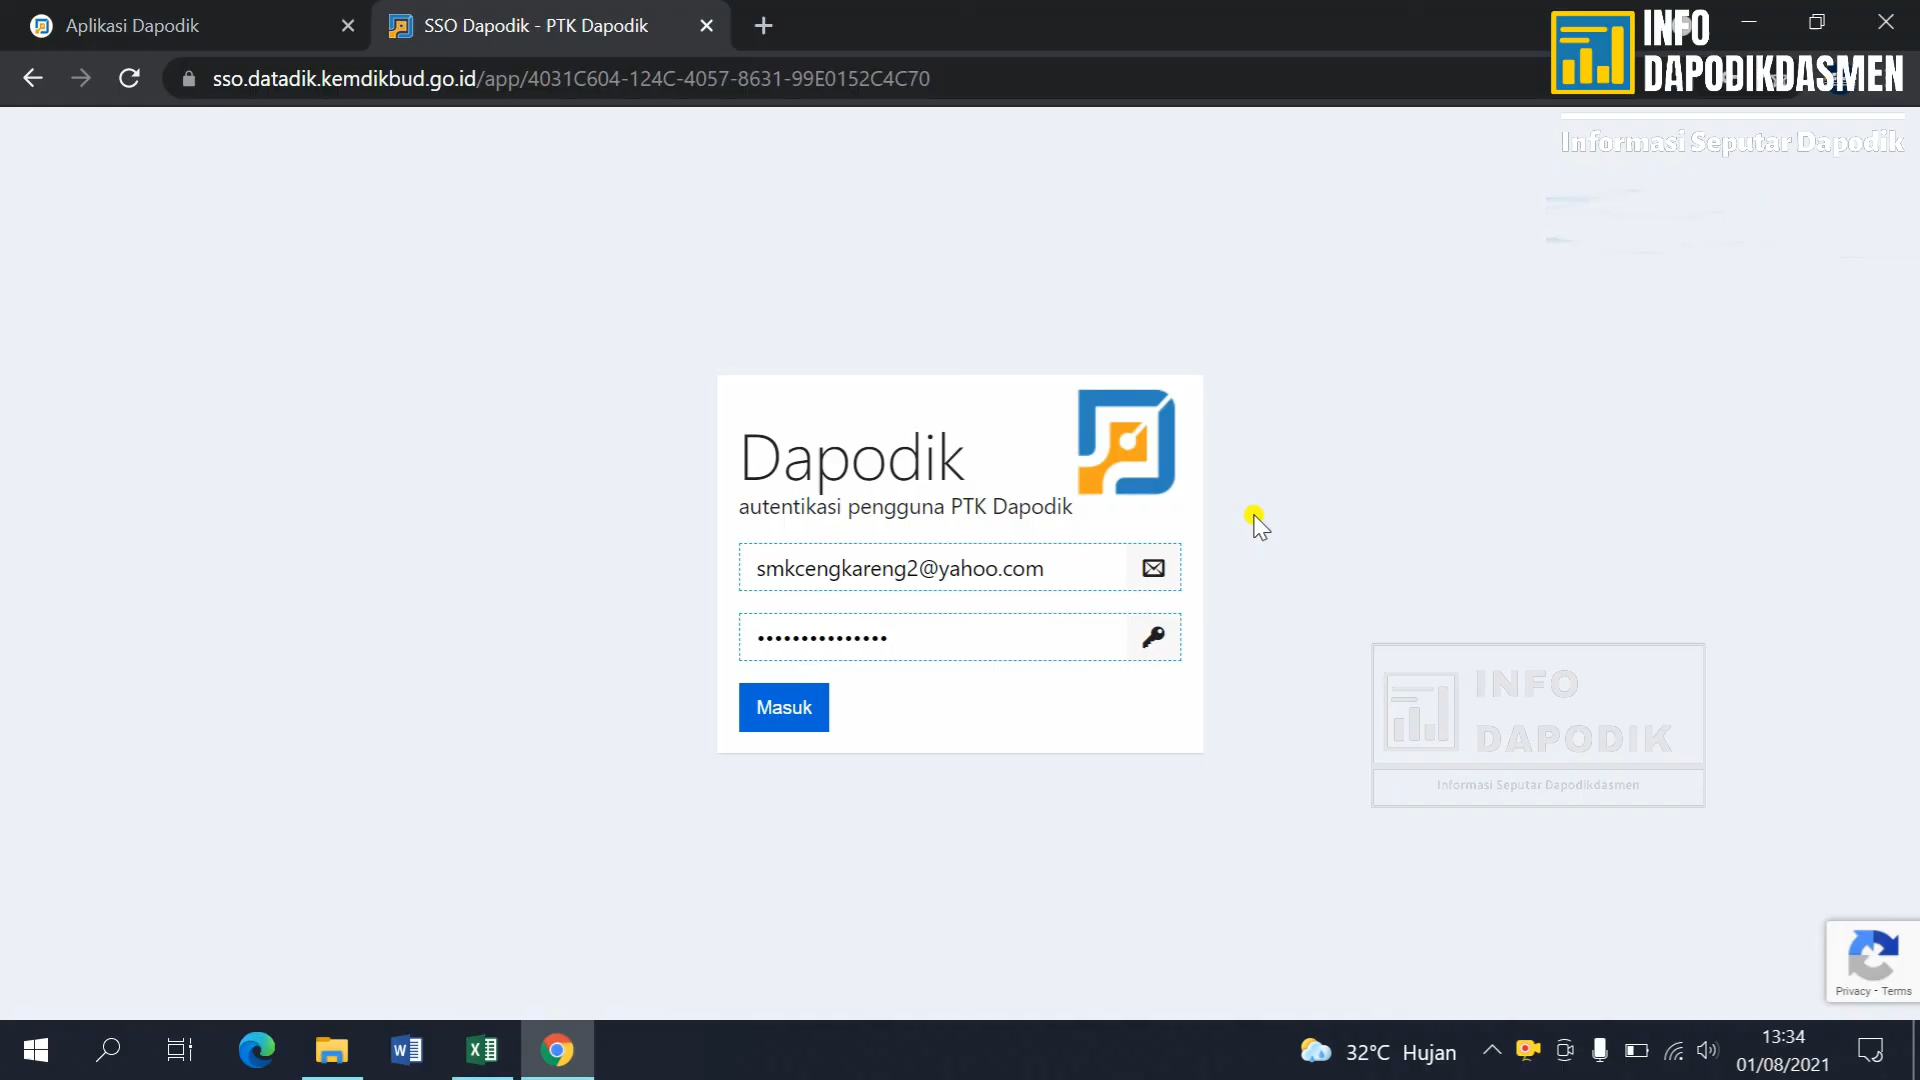 Aplikasi Dapodik
SSO Dapodik - PTK Dapodik
sso.datadik.kemdikbud.go.id/app/4031C604-124C-4057-8631-99E0152C4C70
INFO
DAPODIKDASMEN
Informasi Seputar Dapodik
Dapodik
autentikasi pengguna PTK Dapodik
smkcengkareng2@yahoo.com
•••••••••••••••
Masuk
INFO
DAPODIK
Informasi Seputar Dapodikdasmen
Privacy - Terms
32°C Hujan
13:34
01/08/2021